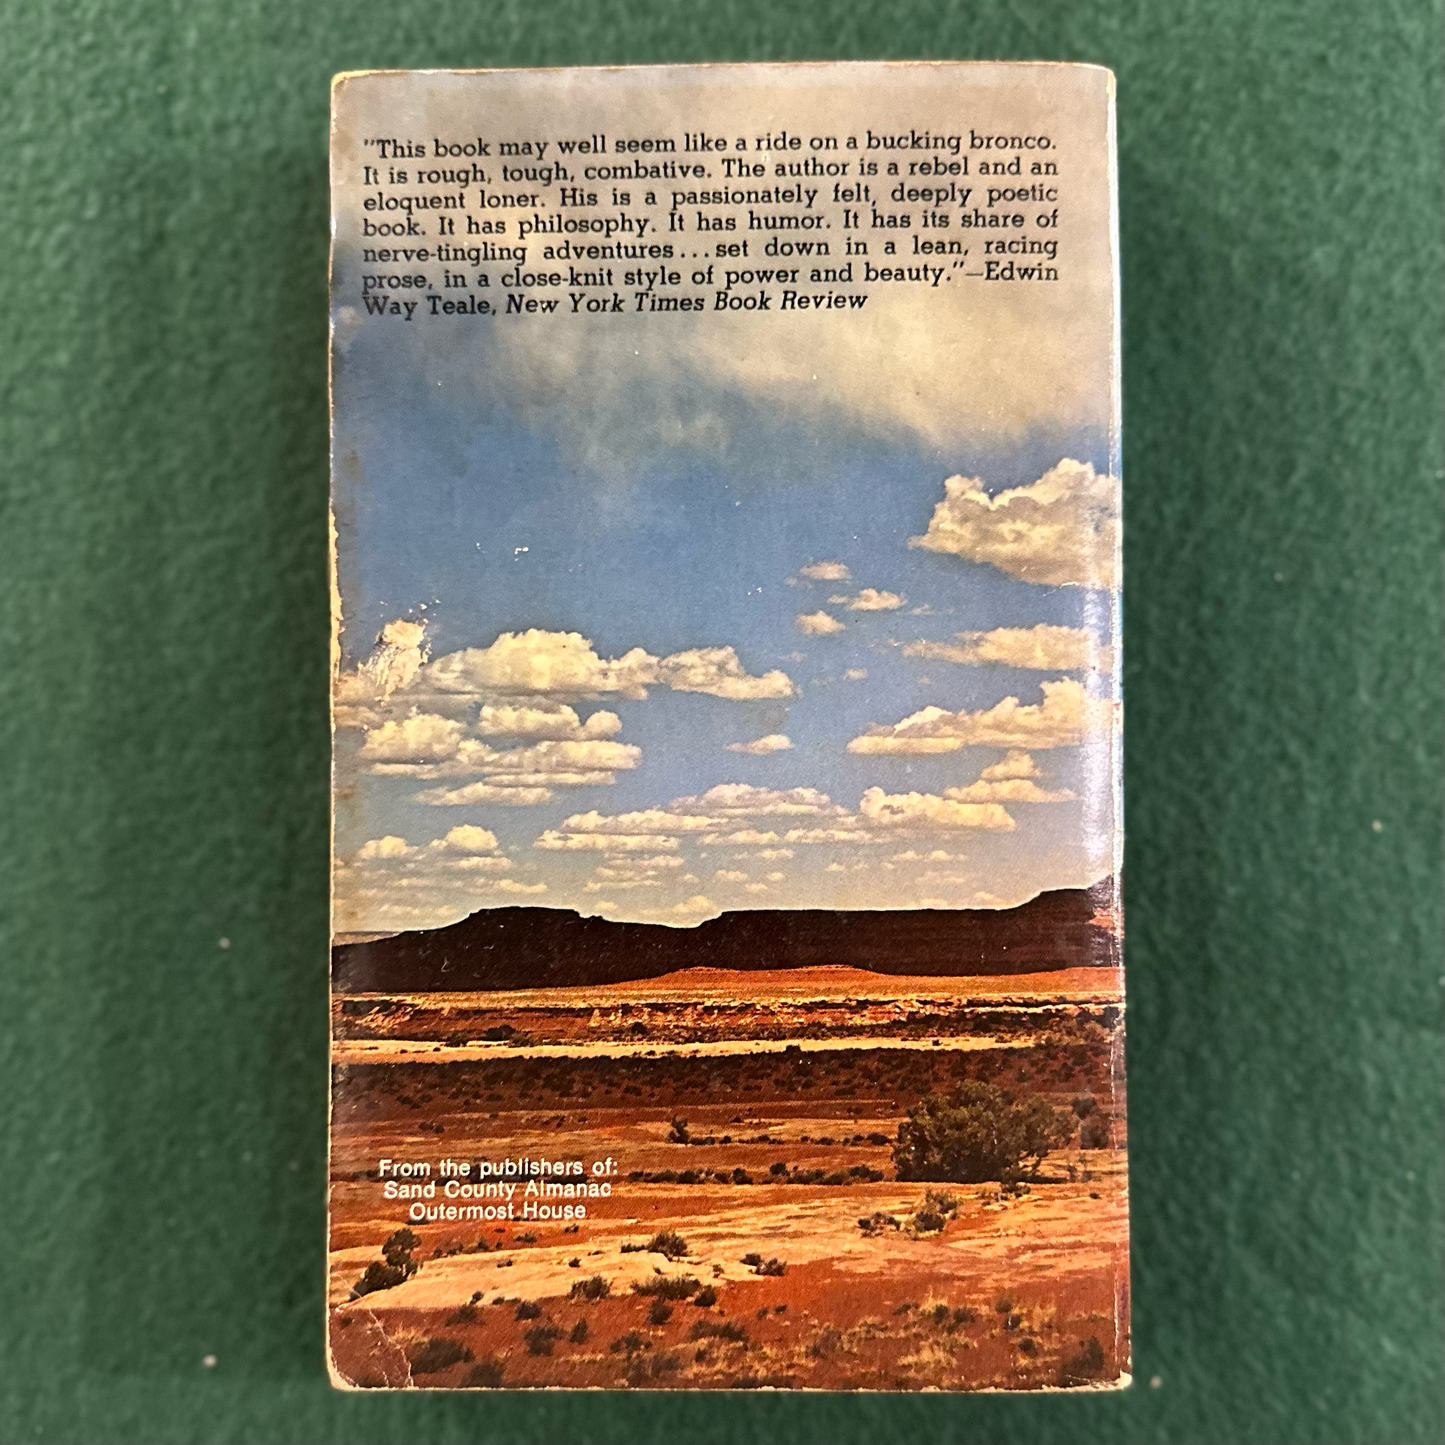 "This book may well seem like a ride on a bucking bronco.
It is rough, tough, combative. The author is a rebel and an
eloquent loner. His is a passionately felt, deeply poetic
book. It has philosophy. It has humor. It has its share of
nerve-tingling adventures...set down in a lean, racing
prose, in a close-knit style of power and beauty."—Edwin
Way Teale, New York Times Book Review
From the publishers of:
Sand County Almanac
Outermost House